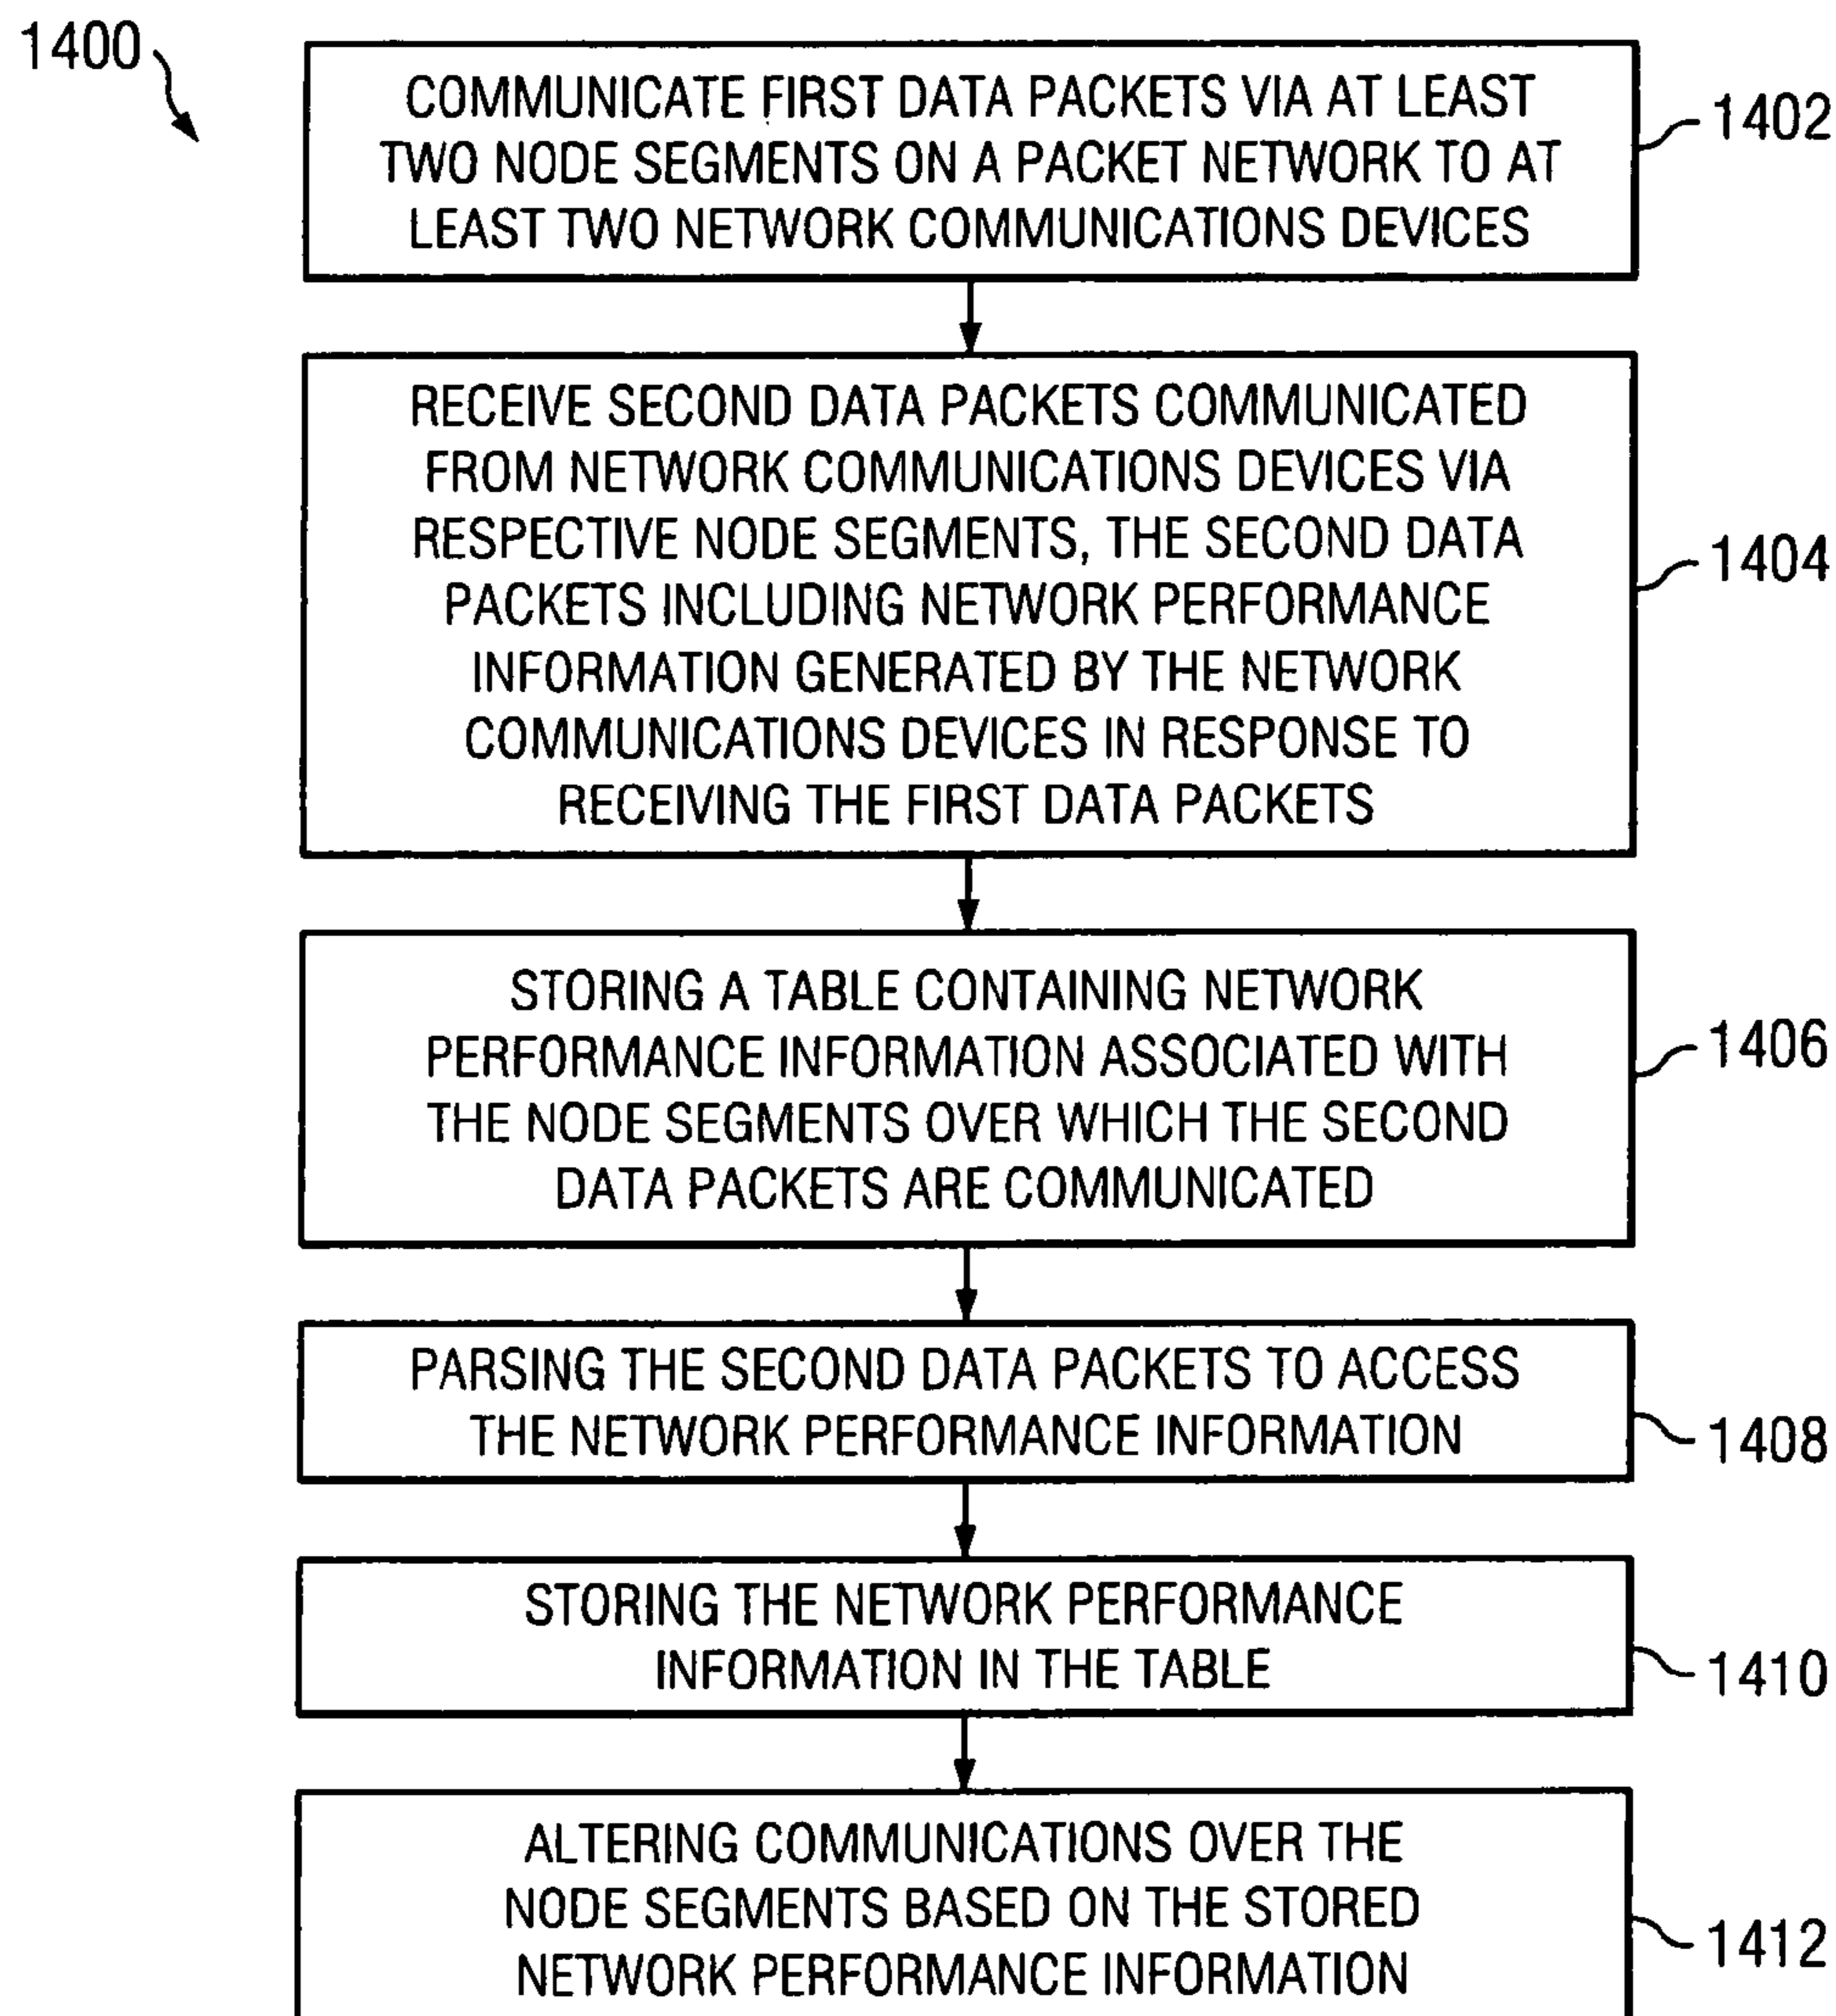 1400
COMMUNICATE FIRST DATA PACKETS VIA AT LEAST
TWO NODE SEGMENTS ON A PACKET NETWORK TO AT
LEAST TWO NETWORK COMMUNICATIONS DEVICES
1402
RECEIVE SECOND DATA PACKETS COMMUNICATED
FROM NETWORK COMMUNICATIONS DEVICES VIA
RESPECTIVE NODE SEGMENTS, THE SECOND DATA
PACKETS INCLUDING NETWORK PERFORMANCE
INFORMATION GENERATED BY THE NETWORK
COMMUNICATIONS DEVICES IN RESPONSE TO
RECEIVING THE FIRST DATA PACKETS
1404
STORING A TABLE CONTAINING NETWORK
PERFORMANCE INFORMATION ASSOCIATED WITH
THE NODE SEGMENTS OVER WHICH THE SECOND
DATA PACKETS ARE COMMUNICATED
1406
PARSING THE SECOND DATA PACKETS TO ACCESS
THE NETWORK PERFORMANCE INFORMATION
1408
STORING THE NETWORK PERFORMANCE
INFORMATION IN THE TABLE
1410
ALTERING COMMUNICATIONS OVER THE
NODE SEGMENTS BASED ON THE STORED
NETWORK PERFORMANCE INFORMATION
1412